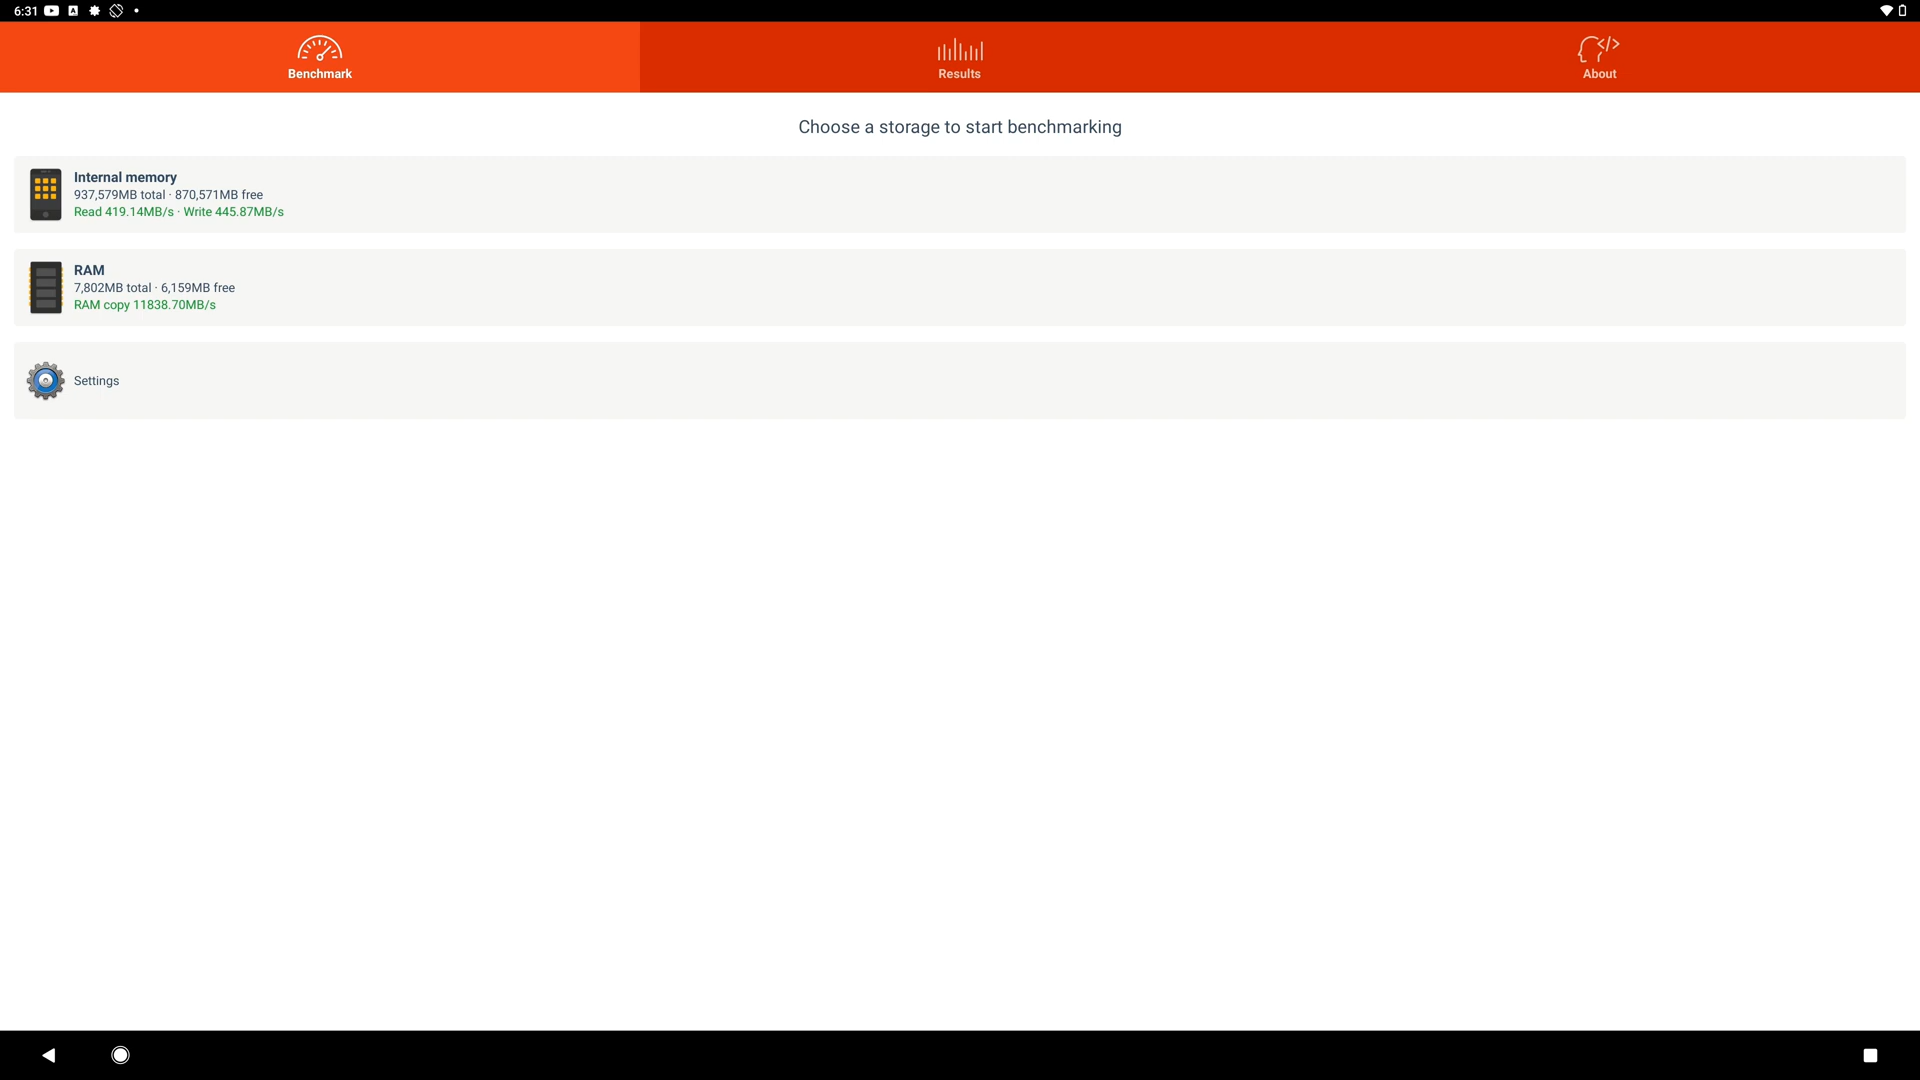 6:31
Benchmark
Results
About
Choose a storage to start benchmarking
Internal memory
937,579MB total · 870,571MB free
Read 419.14MB/s · Write 445.87MB/s
RAM
7,802MB total · 6,159MB free
RAM copy 11838.70MB/s
Settings